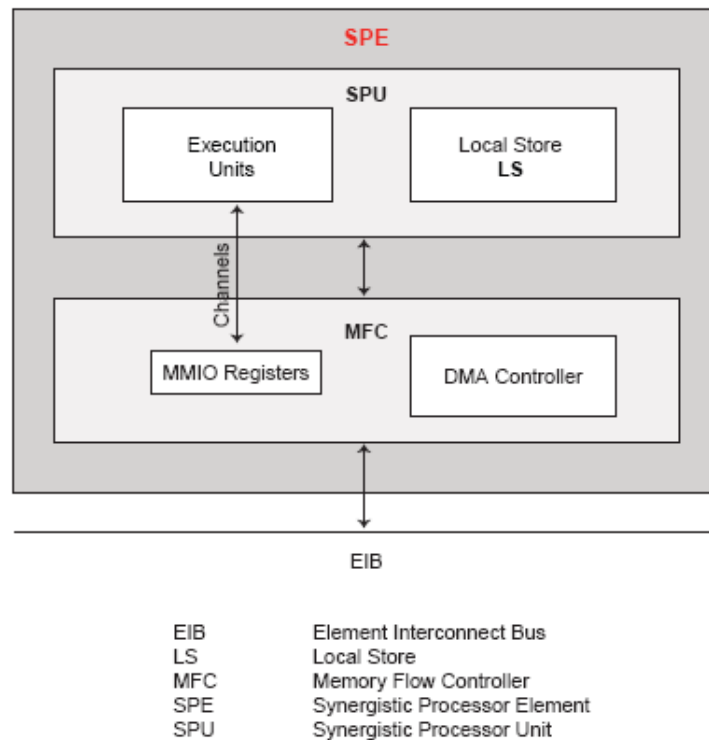 SPE
SPU
Execution
Units
Local Store
LS
Channels
MFC
MMIO Registers
DMA Controller
EIB
EIB Element Interconnect Bus
LS Local Store
MFC Memory Flow Controller
SPE Synergistic Processor Element
SPU Synergistic Processor Unit